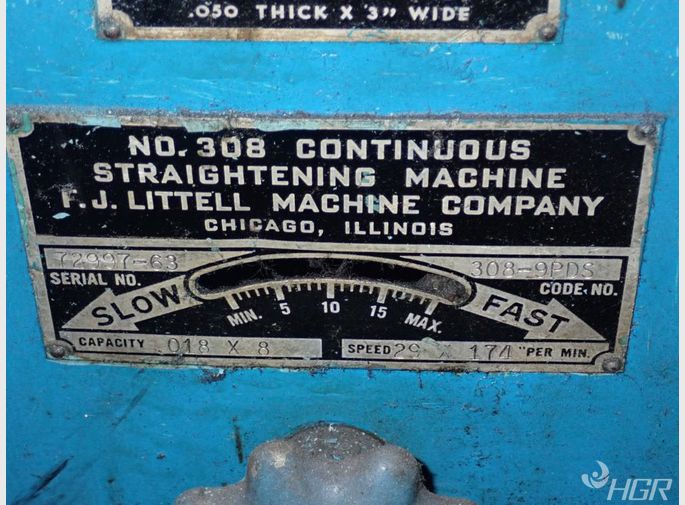 .050 THICK X 3" WIDE
NO. 308 CONTINUOUS
STRAIGHTENING MACHINE
F.J. LITTELL MACHINE COMPANY
CHICAGO, ILLINOIS
72997-63 308-9PDS
SERIAL NO. CODE NO.
SLOW MIN. 5 10 15 MAX. FAST
CAPACITY .018 X 8 SPEED 29 X 174 "PER MIN.
HGR